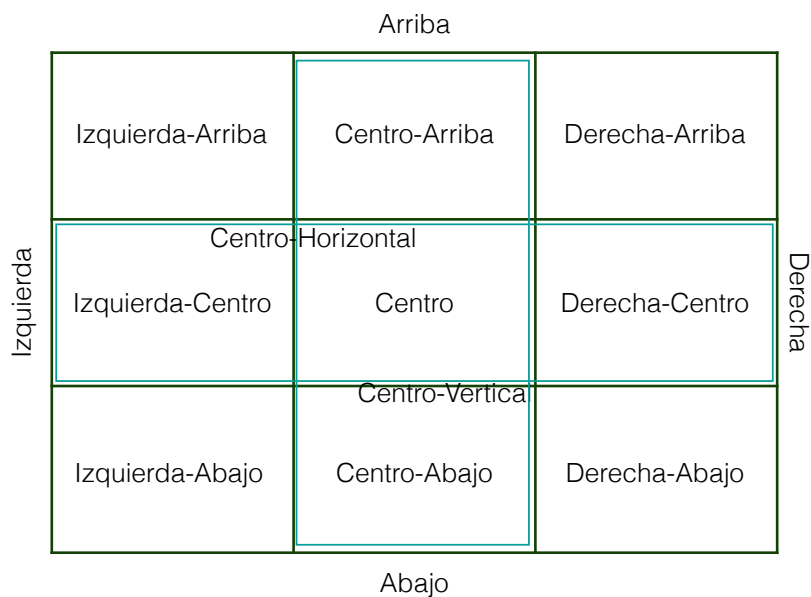 Arriba
Izquierda-Arriba Centro-Arriba Derecha-Arriba
Centro-Horizontal
Izquierda
Izquierda-Centro Centro Derecha-Centro
Derecha
Centro-Vertical
Izquierda-Abajo Centro-Abajo Derecha-Abajo
Abajo